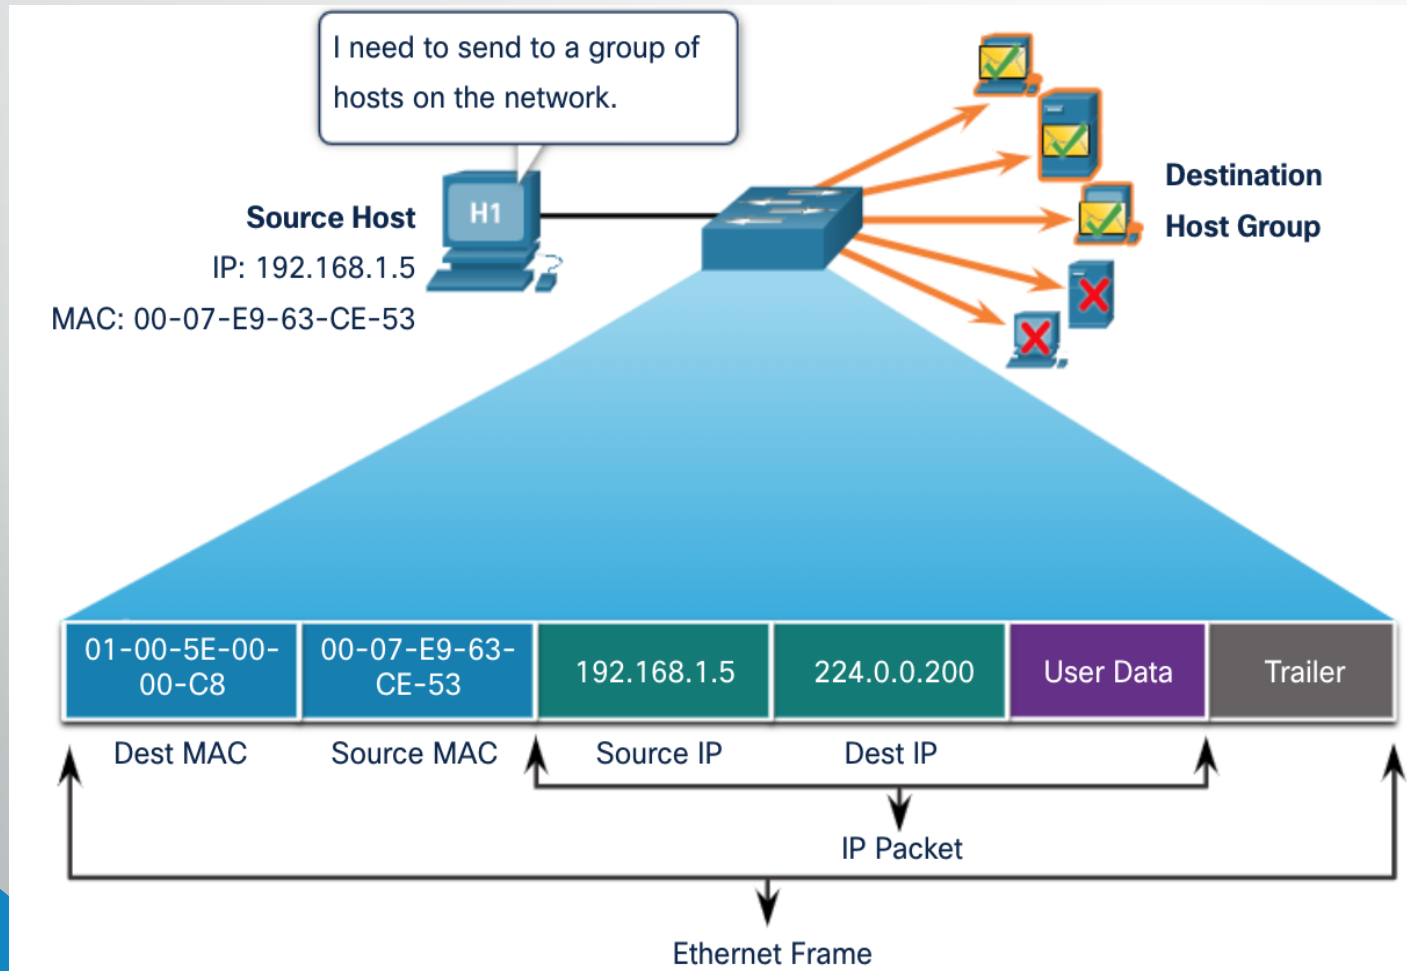 I need to send to a group of
hosts on the network.
H1
Source Host
IP: 192.168.1.5
MAC: 00-07-E9-63-CE-53
Destination
Host Group
01-00-5E-00-
00-C8
00-07-E9-63-
CE-53
192.168.1.5
224.0.0.200
User Data
Trailer
Dest MAC
Source MAC
Source IP
Dest IP
IP Packet
Ethernet Frame